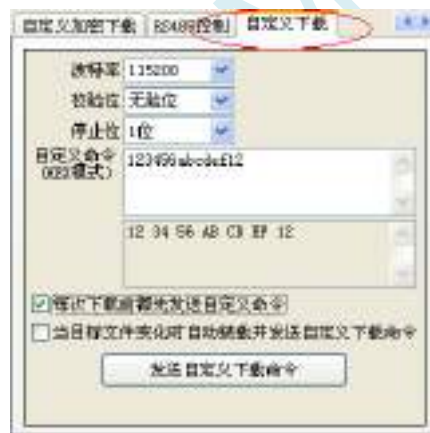 自定义加密下载 RS485控制 自定义下载
波特率 115200
校验位 无验位
停止位 1位
自定义命令 123456abcdef12
(HEX模式)
12 34 56 AB CD EF 12
每次下载前都先发送自定义命令
当目标文件变化时自动装载并发送自定义下载命令
发送自定义下载命令